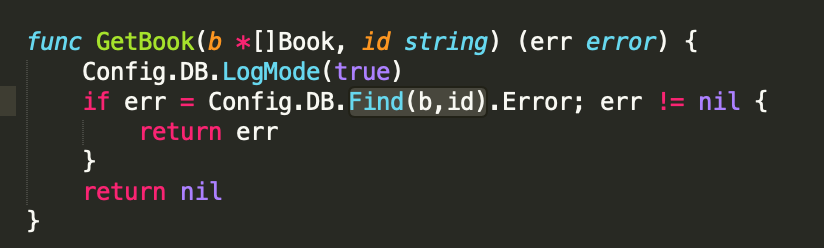 func GetBook(b *[]Book, id string) (err error) {
    Config.DB.LogMode(true)
    if err = Config.DB.Find(b,id).Error; err != nil {
        return err
    }
    return nil
}